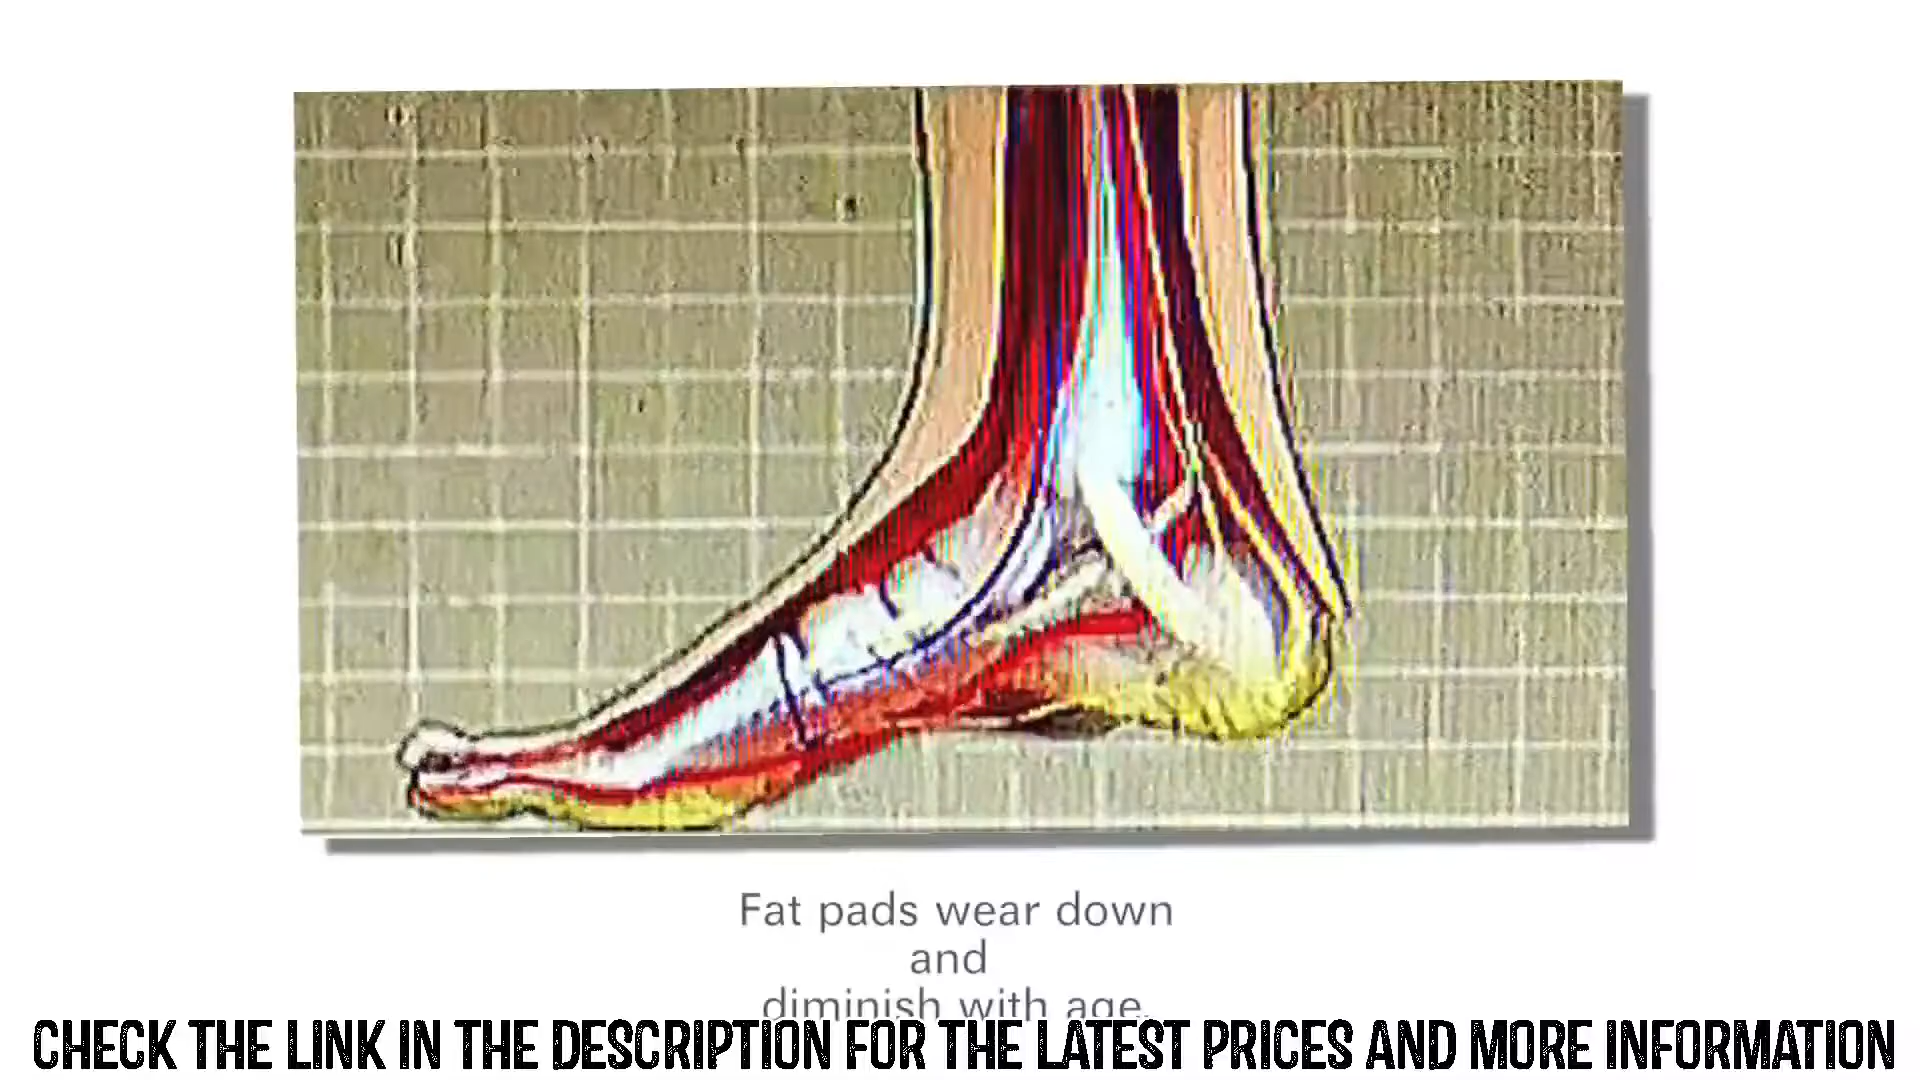 Fat pads wear down
and
diminish with age.
CHECK THE LINK IN THE DESCRIPTION FOR THE LATEST PRICES AND MORE INFORMATION